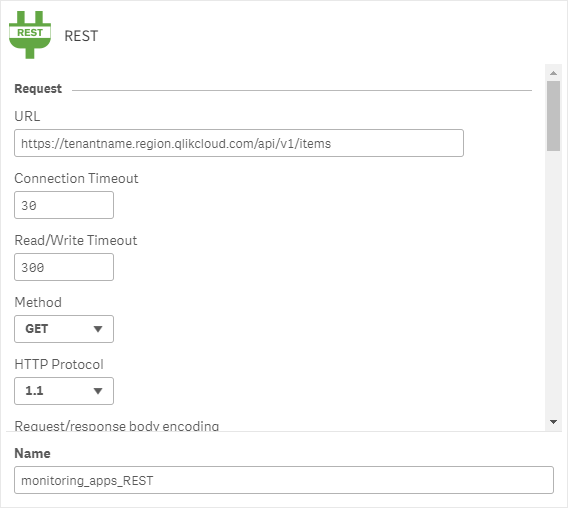 REST
REST
Request
URL
https://tenantname.region.qlikcloud.com/api/v1/items
Connection Timeout
30
Read/Write Timeout
300
Method
GET
HTTP Protocol
1.1
Request/response body encoding
Name
monitoring_apps_REST